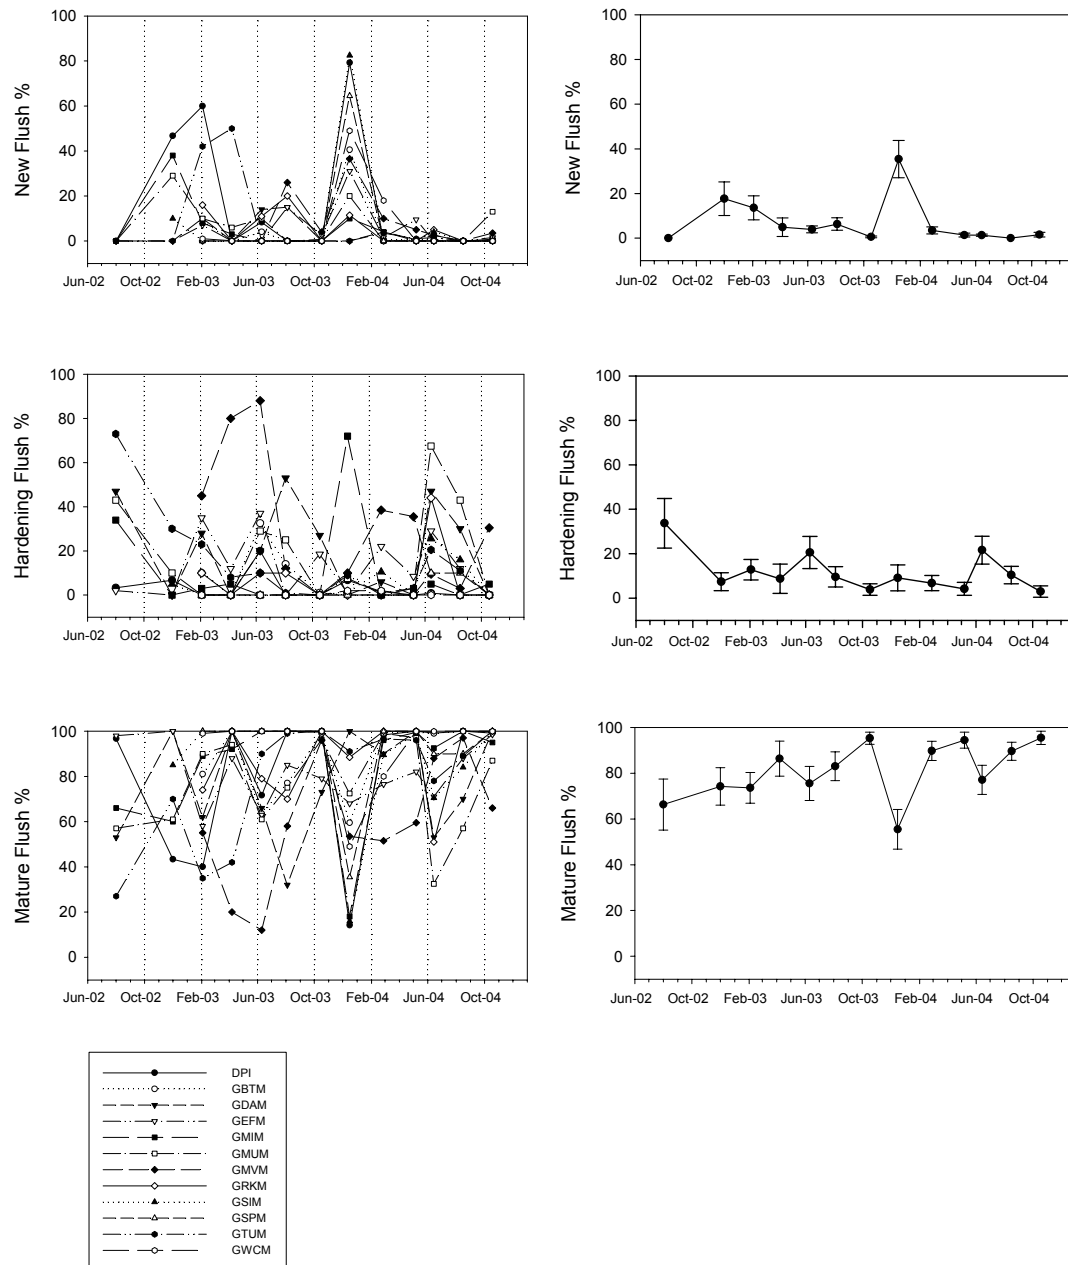 New Flush %
100
80
60
40
20
0
Jun-02 Oct-02 Feb-03 Jun-03 Oct-03 Feb-04 Jun-04 Oct-04
New Flush %
100
80
60
40
20
0
Jun-02 Oct-02 Feb-03 Jun-03 Oct-03 Feb-04 Jun-04 Oct-04
Hardening Flush %
100
80
60
40
20
0
Jun-02 Oct-02 Feb-03 Jun-03 Oct-03 Feb-04 Jun-04 Oct-04
Hardening Flush %
100
80
60
40
20
0
Jun-02 Oct-02 Feb-03 Jun-03 Oct-03 Feb-04 Jun-04 Oct-04
Mature Flush %
100
80
60
40
20
0
Jun-02 Oct-02 Feb-03 Jun-03 Oct-03 Feb-04 Jun-04 Oct-04
Mature Flush %
100
80
60
40
20
0
Jun-02 Oct-02 Feb-03 Jun-03 Oct-03 Feb-04 Jun-04 Oct-04
DPI
GBTM
GDAM
GEFM
GMIM
GMUM
GMVM
GRKM
GSIM
GSPM
GTUM
GWCM